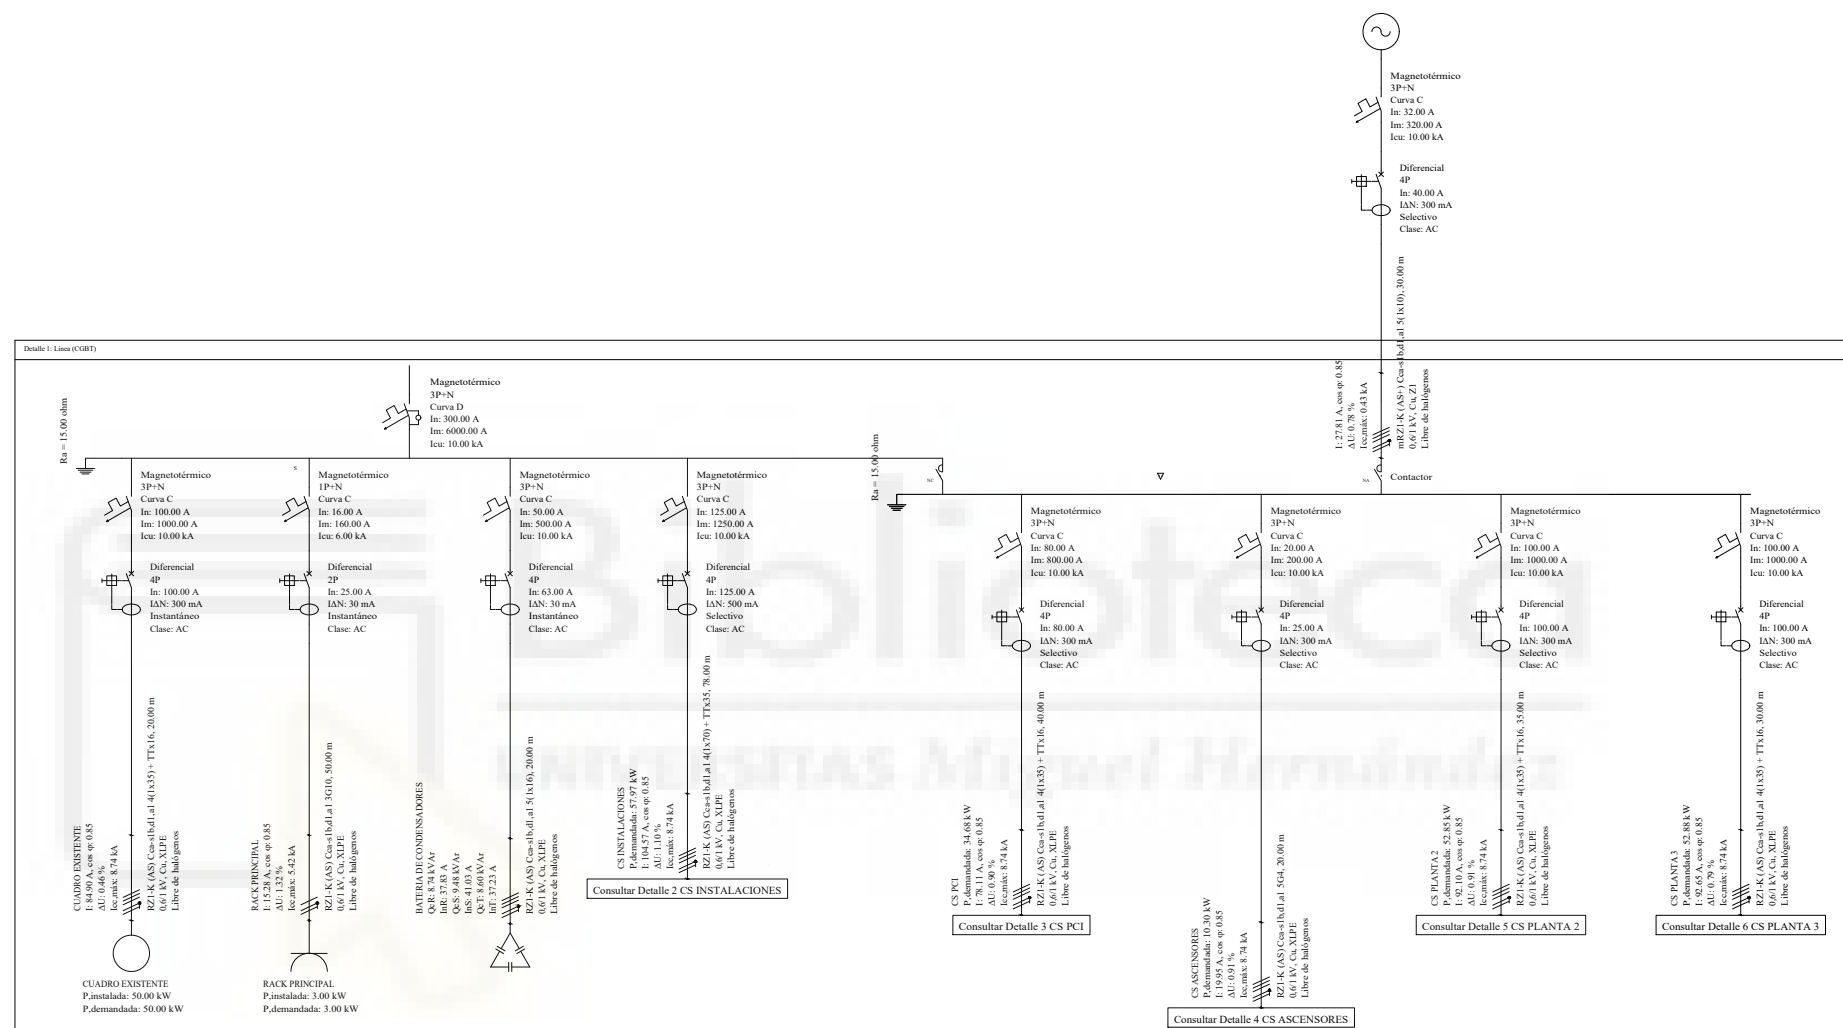 Magnetotérmico
3P+N
Curva C
In: 32.00 A
Im: 320.00 A
Icu: 10.00 kA
Diferencial
4P
In: 40.00 A
IΔN: 300 mA
Selectivo
Clase: AC
I: 27.81 A, cos φ: 0.85
ΔU: 0.78 %
Icc,máx: 0.43 kA
mRZ1-K (AS+) Cca-s1b,d1,a1 5(1x10), 30.00 m
0,6/1 kV, Cu, Z1
Libre de halógenos
Detalle 1: Línea (CGBT)
Magnetotérmico
3P+N
Curva D
In: 300.00 A
Im: 6000.00 A
Icu: 10.00 kA
Ra = 15.00 ohm
S
Ra = 15.00 ohm
NC
NA
Contactor
Magnetotérmico
3P+N
Curva C
In: 100.00 A
Im: 1000.00 A
Icu: 10.00 kA
Diferencial
4P
In: 100.00 A
IΔN: 300 mA
Instantáneo
Clase: AC
CUADRO EXISTENTE
I: 84.90 A, cos φ: 0.85
ΔU: 0.46 %
Icc,máx: 8.74 kA
RZ1-K (AS) Cca-s1b,d1,a1 4(1x35) + TTx16, 20.00 m
0,6/1 kV, Cu, XLPE
Libre de halógenos
CUADRO EXISTENTE
P,instalada: 50.00 kW
P,demandada: 50.00 kW
Magnetotérmico
1P+N
Curva C
In: 16.00 A
Im: 160.00 A
Icu: 6.00 kA
Diferencial
2P
In: 25.00 A
IΔN: 30 mA
Instantáneo
Clase: AC
RACK PRINCIPAL
I: 15.28 A, cos φ: 0.85
ΔU: 1.32 %
Icc,máx: 5.42 kA
RZ1-K (AS) Cca-s1b,d1,a1 3G10, 50.00 m
0,6/1 kV, Cu, XLPE
Libre de halógenos
RACK PRINCIPAL
P,instalada: 3.00 kW
P,demandada: 3.00 kW
Magnetotérmico
3P+N
Curva C
In: 50.00 A
Im: 500.00 A
Icu: 10.00 kA
Diferencial
4P
In: 63.00 A
IΔN: 30 mA
Instantáneo
Clase: AC
BATERIA DE CONDENSADORES
QcR: 8.74 kVAr
InR: 37.83 A
QcS: 9.48 kVAr
InS: 41.03 A
QcT: 8.60 kVAr
InT: 37.23 A
RZ1-K (AS) Cca-s1b,d1,a1 5(1x16), 20.00 m
0,6/1 kV, Cu, XLPE
Libre de halógenos
Magnetotérmico
3P+N
Curva C
In: 125.00 A
Im: 1250.00 A
Icu: 10.00 kA
Diferencial
4P
In: 125.00 A
IΔN: 500 mA
Selectivo
Clase: AC
CS INSTALACIONES
P,demandada: 57.97 kW
I: 104.57 A, cos φ: 0.85
ΔU: 1.10 %
Icc,máx: 8.74 kA
RZ1-K (AS) Cca-s1b,d1,a1 4(1x70) + TTx35, 78.00 m
0,6/1 kV, Cu, XLPE
Libre de halógenos
Consultar Detalle 2 CS INSTALACIONES
Magnetotérmico
3P+N
Curva C
In: 80.00 A
Im: 800.00 A
Icu: 10.00 kA
Diferencial
4P
In: 80.00 A
IΔN: 300 mA
Selectivo
Clase: AC
CS PCI
P,demandada: 34.68 kW
I: 78.11 A, cos φ: 0.85
ΔU: 0.90 %
Icc,máx: 8.74 kA
RZ1-K (AS) Cca-s1b,d1,a1 4(1x35) + TTx16, 40.00 m
0,6/1 kV, Cu, XLPE
Libre de halógenos
Consultar Detalle 3 CS PCI
Magnetotérmico
3P+N
Curva C
In: 20.00 A
Im: 200.00 A
Icu: 10.00 kA
Diferencial
4P
In: 25.00 A
IΔN: 300 mA
Selectivo
Clase: AC
CS ASCENSORES
P,demandada: 10.30 kW
I: 19.95 A, cos φ: 0.85
ΔU: 0.91 %
Icc,máx: 8.74 kA
RZ1-K (AS) Cca-s1b,d1,a1 5G4, 20.00 m
0,6/1 kV, Cu, XLPE
Libre de halógenos
Consultar Detalle 4 CS ASCENSORES
Magnetotérmico
3P+N
Curva C
In: 100.00 A
Im: 1000.00 A
Icu: 10.00 kA
Diferencial
4P
In: 100.00 A
IΔN: 300 mA
Selectivo
Clase: AC
CS PLANTA 2
P,demandada: 52.85 kW
I: 92.10 A, cos φ: 0.85
ΔU: 0.91 %
Icc,máx: 8.74 kA
RZ1-K (AS) Cca-s1b,d1,a1 4(1x35) + TTx16, 35.00 m
0,6/1 kV, Cu, XLPE
Libre de halógenos
Consultar Detalle 5 CS PLANTA 2
Magnetotérmico
3P+N
Curva C
In: 100.00 A
Im: 1000.00 A
Icu: 10.00 kA
Diferencial
4P
In: 100.00 A
IΔN: 300 mA
Selectivo
Clase: AC
CS PLANTA 3
P,demandada: 52.88 kW
I: 92.65 A, cos φ: 0.85
ΔU: 0.79 %
Icc,máx: 8.74 kA
RZ1-K (AS) Cca-s1b,d1,a1 4(1x35) + TTx16, 30.00 m
0,6/1 kV, Cu, XLPE
Libre de halógenos
Consultar Detalle 6 CS PLANTA 3
Biblioteca
UNIVERSITAS Miguel Hernández